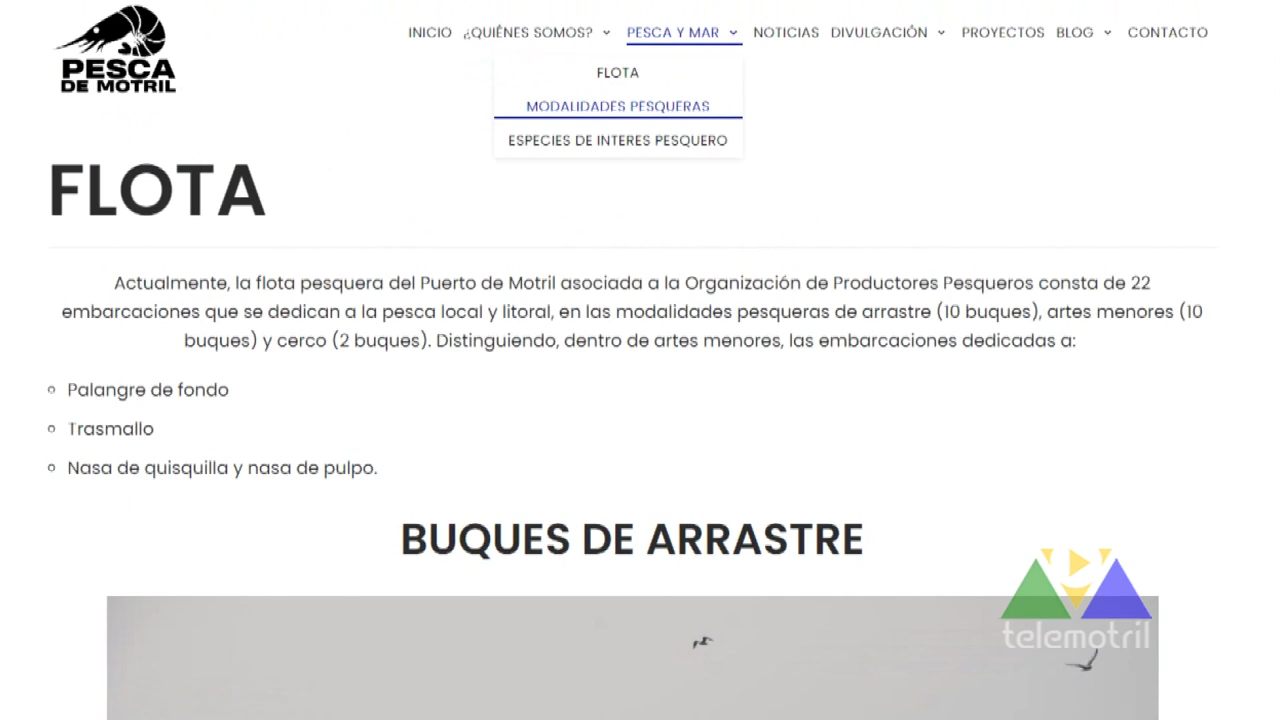 PESCA
DE MOTRIL
INICIO ¿QUIÉNES SOMOS? PESCA Y MAR NOTICIAS DIVULGACIÓN PROYECTOS BLOG CONTACTO
FLOTA
MODALIDADES PESQUERAS
ESPECIES DE INTERES PESQUERO
FLOTA
Actualmente, la flota pesquera del Puerto de Motril asociada a la Organización de Productores Pesqueros consta de 22
embarcaciones que se dedican a la pesca local y litoral, en las modalidades pesqueras de arrastre (10 buques), artes menores (10
buques) y cerco (2 buques). Distinguiendo, dentro de artes menores, las embarcaciones dedicadas a:
Palangre de fondo
Trasmallo
Nasa de quisquilla y nasa de pulpo.
BUQUES DE ARRASTRE
telemotril